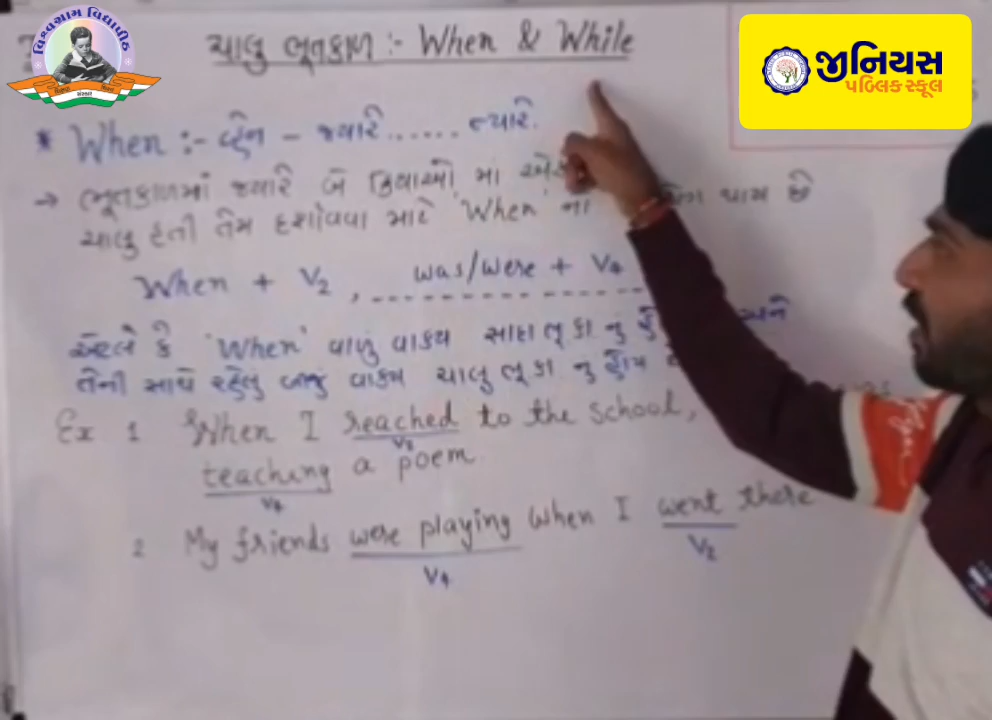 વિશ્વગ્રામ વિદ્યાપીઠ
જીનિયસ
પબ્લિક સ્કૂલ
ચાલુ ભૂતકાળ :- When & While
* When :- વ્હેન - જ્યારે ...... ત્યારે.
→ ભૂતકાળમાં જ્યારે બે ક્રિયાઓ માં
ચાલુ હતી તેમ દર્શાવવા માટે 'When' ના થાય છે
When + V2 , was/were + V4
એટલે કે 'When' વાળું વાક્ય સાદા ભૂ કા નુ અને
તેની સાથે રહેલું બીજું વાક્ય ચાલુ ભૂ કા નુ હોય
Ex 1 When I reached to the school,
V2
teaching a poem
V4
2 My friends were playing when I went there
V4 V2